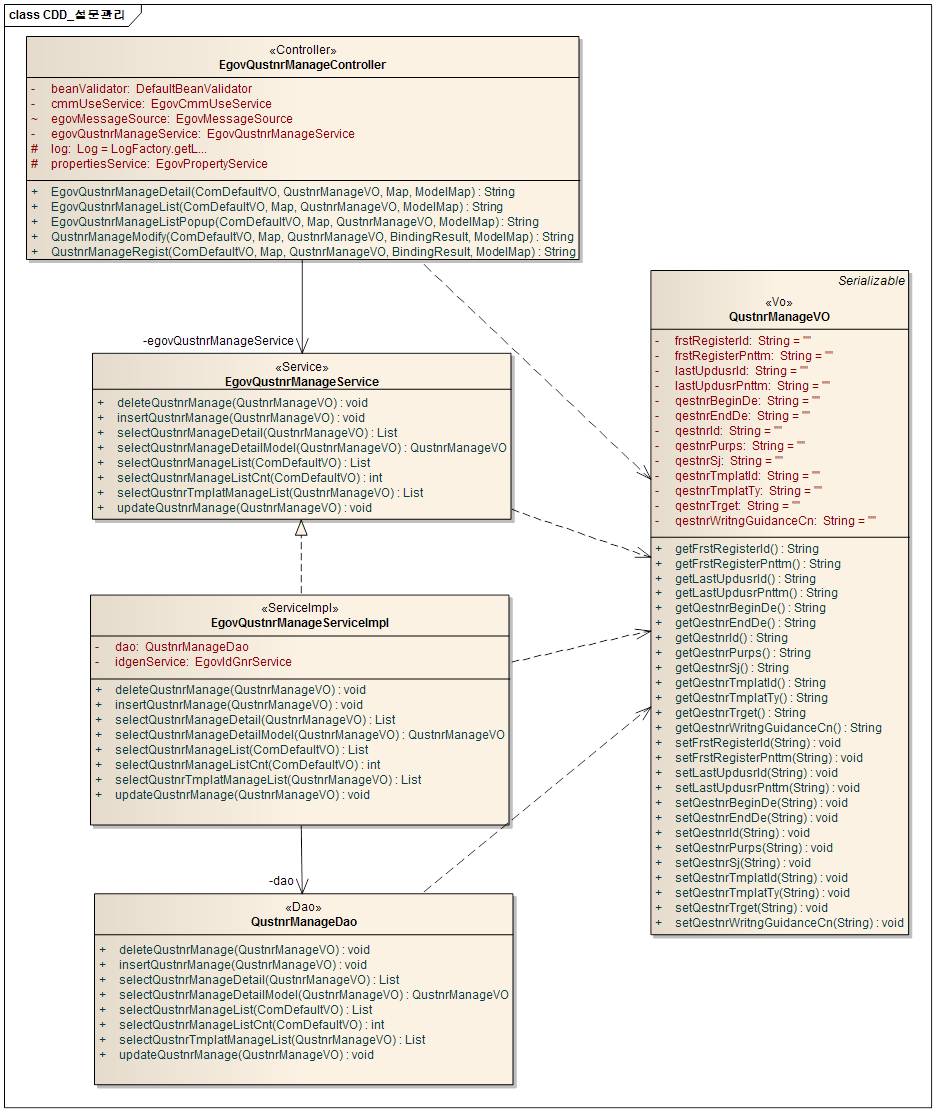 class CDD_설문관리
«Controller»
EgovQustnrManageController
- beanValidator: DefaultBeanValidator
- cmmUseService: EgovCmmUseService
~ egovMessageSource: EgovMessageSource
- egovQustnrManageService: EgovQustnrManageService
# log: Log = LogFactory.getL...
# propertiesService: EgovPropertyService
+ EgovQustnrManageDetail(ComDefaultVO, QustnrManageVO, Map, ModelMap) : String
+ EgovQustnrManageList(ComDefaultVO, Map, QustnrManageVO, ModelMap) : String
+ EgovQustnrManageListPopup(ComDefaultVO, Map, QustnrManageVO, ModelMap) : String
+ QustnrManageModify(ComDefaultVO, Map, QustnrManageVO, BindingResult, ModelMap) : String
+ QustnrManageRegist(ComDefaultVO, Map, QustnrManageVO, BindingResult, ModelMap) : String
-egovQustnrManageService
«Service»
EgovQustnrManageService
+ deleteQustnrManage(QustnrManageVO) : void
+ insertQustnrManage(QustnrManageVO) : void
+ selectQustnrManageDetail(QustnrManageVO) : List
+ selectQustnrManageDetailModel(QustnrManageVO) : QustnrManageVO
+ selectQustnrManageList(ComDefaultVO) : List
+ selectQustnrManageListCnt(ComDefaultVO) : int
+ selectQustnrTmplatManageList(QustnrManageVO) : List
+ updateQustnrManage(QustnrManageVO) : void
«ServiceImpl»
EgovQustnrManageServiceImpl
- dao: QustnrManageDao
- idgenService: EgovIdGnrService
+ deleteQustnrManage(QustnrManageVO) : void
+ insertQustnrManage(QustnrManageVO) : void
+ selectQustnrManageDetail(QustnrManageVO) : List
+ selectQustnrManageDetailModel(QustnrManageVO) : QustnrManageVO
+ selectQustnrManageList(ComDefaultVO) : List
+ selectQustnrManageListCnt(ComDefaultVO) : int
+ selectQustnrTmplatManageList(QustnrManageVO) : List
+ updateQustnrManage(QustnrManageVO) : void
-dao
«Dao»
QustnrManageDao
+ deleteQustnrManage(QustnrManageVO) : void
+ insertQustnrManage(QustnrManageVO) : void
+ selectQustnrManageDetail(QustnrManageVO) : List
+ selectQustnrManageDetailModel(QustnrManageVO) : QustnrManageVO
+ selectQustnrManageList(ComDefaultVO) : List
+ selectQustnrManageListCnt(ComDefaultVO) : int
+ selectQustnrTmplatManageList(QustnrManageVO) : List
+ updateQustnrManage(QustnrManageVO) : void
Serializable
«Vo»
QustnrManageVO
- frstRegisterId: String = ""
- frstRegisterPnttm: String = ""
- lastUpdusrId: String = ""
- lastUpdusrPnttm: String = ""
- qestnrBeginDe: String = ""
- qestnrEndDe: String = ""
- qestnrId: String = ""
- qestnrPurps: String = ""
- qestnrSj: String = ""
- qestnrTmplatId: String = ""
- qestnrTmplatTy: String = ""
- qestnrTrget: String = ""
- qestnrWritngGuidanceCn: String = ""
+ getFrstRegisterId() : String
+ getFrstRegisterPnttm() : String
+ getLastUpdusrId() : String
+ getLastUpdusrPnttm() : String
+ getQestnrBeginDe() : String
+ getQestnrEndDe() : String
+ getQestnrId() : String
+ getQestnrPurps() : String
+ getQestnrSj() : String
+ getQestnrTmplatId() : String
+ getQestnrTmplatTy() : String
+ getQestnrTrget() : String
+ getQestnrWritngGuidanceCn() : String
+ setFrstRegisterId(String) : void
+ setFrstRegisterPnttm(String) : void
+ setLastUpdusrId(String) : void
+ setLastUpdusrPnttm(String) : void
+ setQestnrBeginDe(String) : void
+ setQestnrEndDe(String) : void
+ setQestnrId(String) : void
+ setQestnrPurps(String) : void
+ setQestnrSj(String) : void
+ setQestnrTmplatId(String) : void
+ setQestnrTmplatTy(String) : void
+ setQestnrTrget(String) : void
+ setQestnrWritngGuidanceCn(String) : void